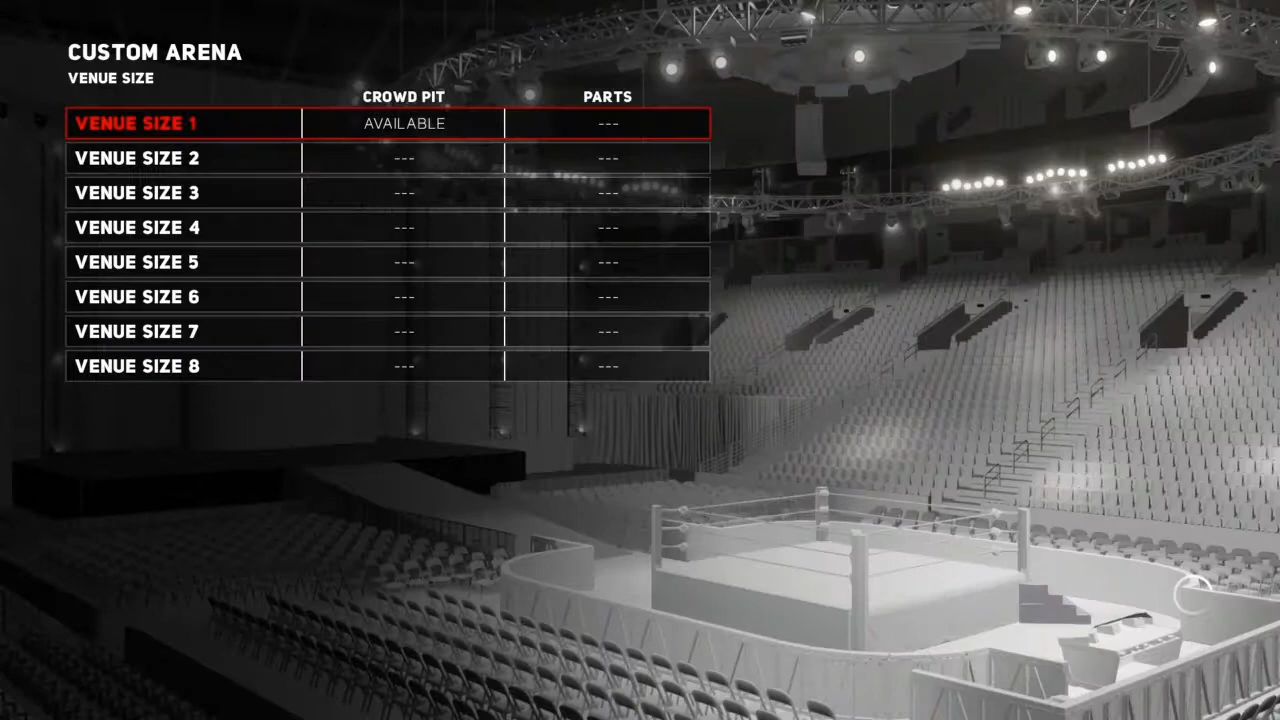 CUSTOM ARENA
VENUE SIZE
CROWD PIT PARTS
VENUE SIZE 1 AVAILABLE ---
VENUE SIZE 2 --- ---
VENUE SIZE 3 --- ---
VENUE SIZE 4 --- ---
VENUE SIZE 5 --- ---
VENUE SIZE 6 --- ---
VENUE SIZE 7 --- ---
VENUE SIZE 8 --- ---